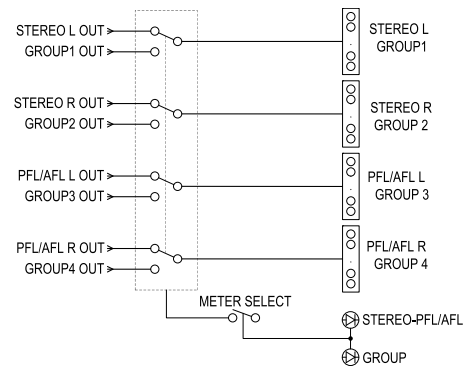 STEREO L OUT
GROUP1 OUT
STEREO L
GROUP1
STEREO R OUT
GROUP2 OUT
STEREO R
GROUP 2
PFL/AFL L OUT
GROUP3 OUT
PFL/AFL L
GROUP 3
PFL/AFL R OUT
GROUP4 OUT
PFL/AFL R
GROUP 4
METER SELECT
STEREO-PFL/AFL
GROUP